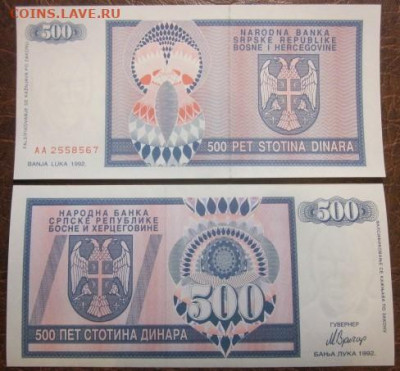 COINS.LAVE.RU
500
NARODNA BANKA
SRPSKE REPUBLIKE
BOSNE I HERCEGOVINE
AA 2558567
500 PET STOTINA DINARA
BANJA LUKA 1992.
НАРОДНА БАНКА
СРПСКЕ РЕПУБЛИКЕ
БОСНЕ И ХЕРЦЕГОВИНЕ
500
500
500 ПЕТ СТОТИНА ДИНАРА
ГУВЕРНЕР
БАЊА ЛУКА 1992.